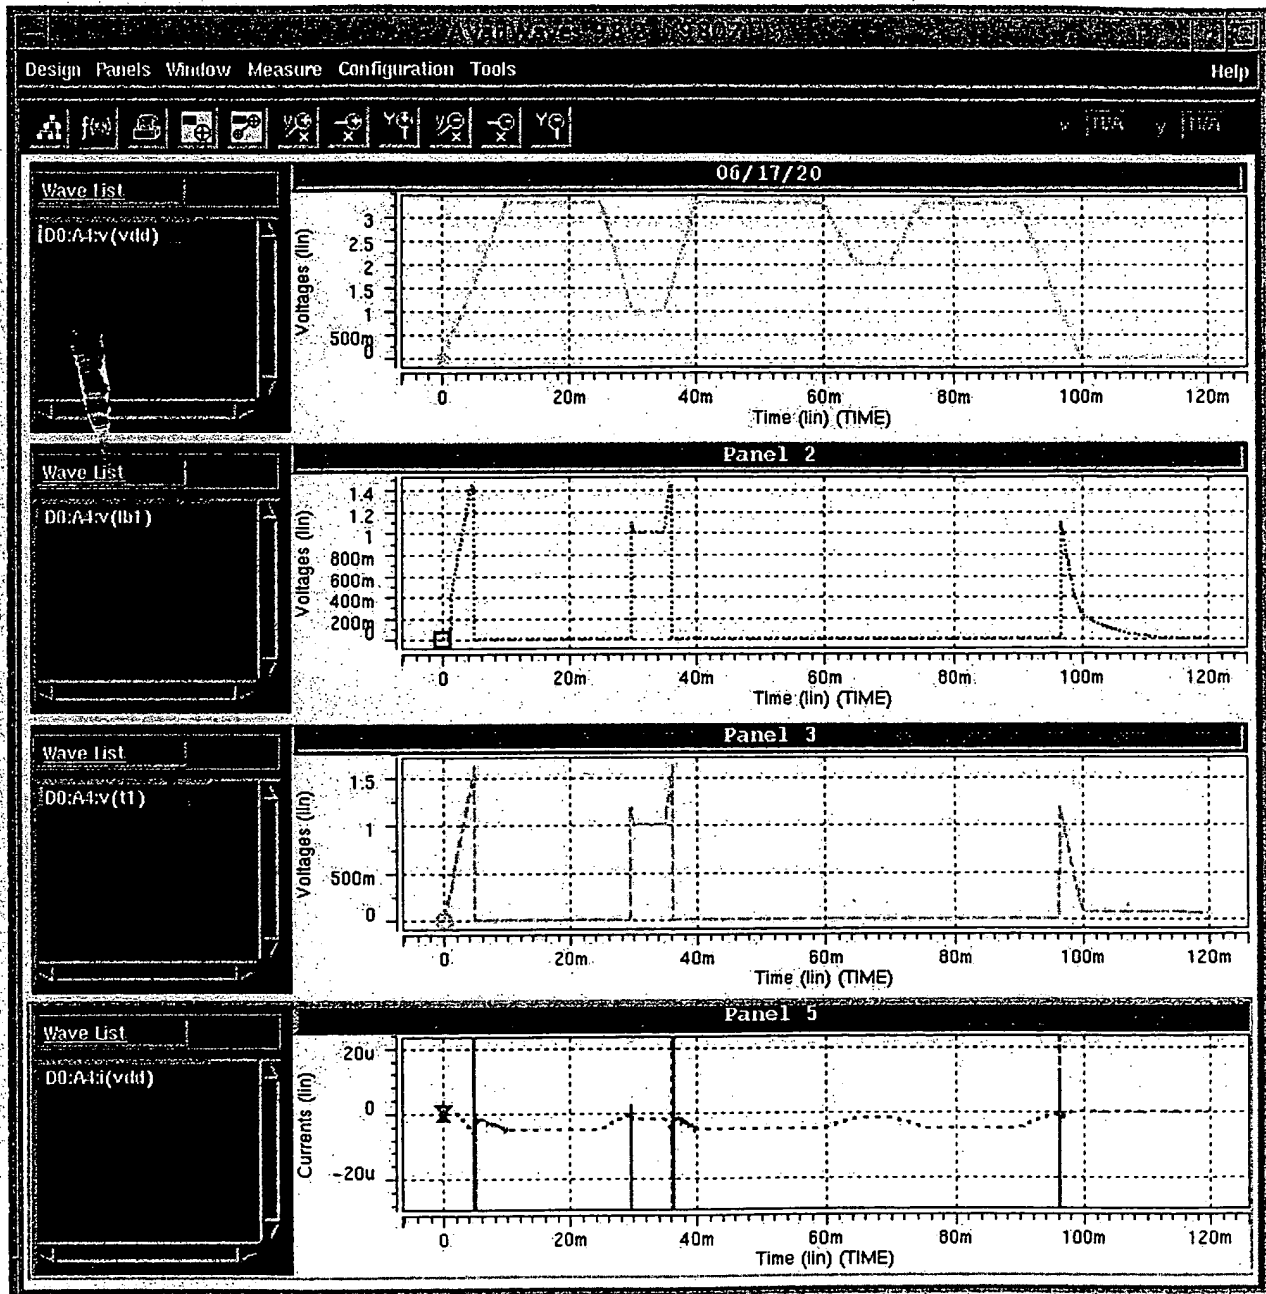 Design Panels Window Measure Configuration Tools Help
f(x)
06/17/20
Wave List
D0:A4:v(vdd)
Voltages (lin)
3
2.5
2
1.5
1
500m
0
0 20m 40m 60m 80m 100m 120m
Time (lin) (TIME)
Panel 2
Wave List
D0:A4:v(lb1)
Voltages (lin)
1.4
1.2
1
800m
600m
400m
200m
0
0 20m 40m 60m 80m 100m 120m
Time (lin) (TIME)
Panel 3
Wave List
D0:A4:v(t1)
Voltages (lin)
1.5
1
500m
0
0 20m 40m 60m 80m 100m 120m
Time (lin) (TIME)
Panel 5
Wave List
D0:A4:i(vdd)
Currents (lin)
20u
0
-20u
0 20m 40m 60m 80m 100m 120m
Time (lin) (TIME)